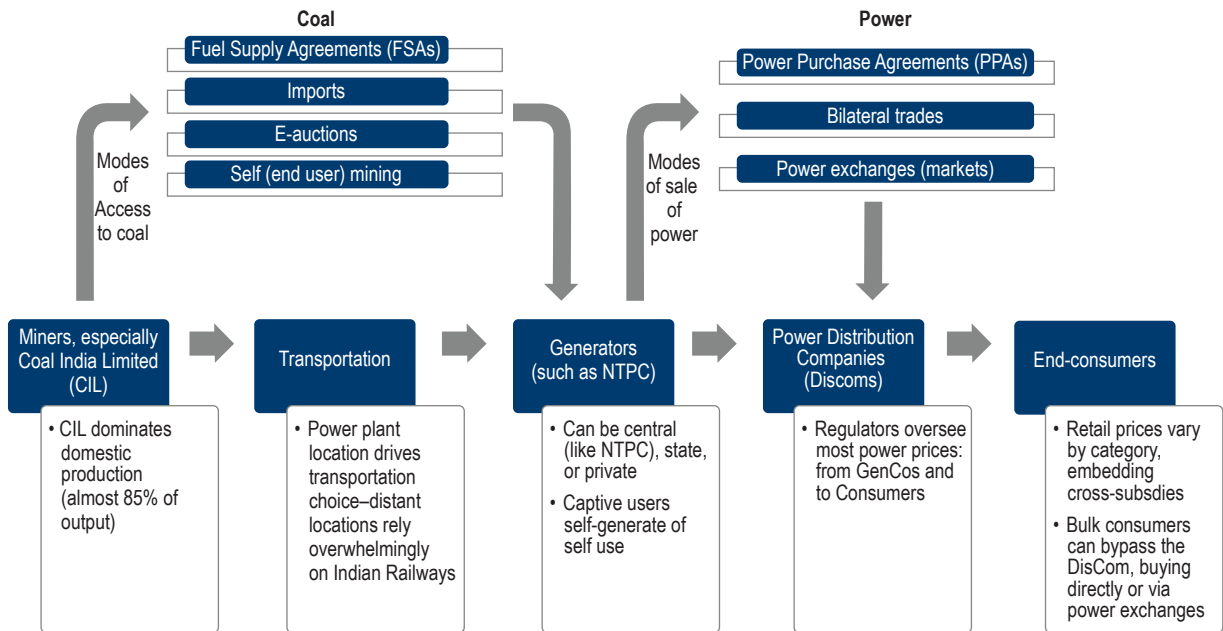 Coal
Fuel Supply Agreements (FSAs)
Imports
E-auctions
Self (end user) mining
Modes
of
Access
to coal
Power
Power Purchase Agreements (PPAs)
Bilateral trades
Power exchanges (markets)
Modes
of sale
of
power
Miners, especially
Coal India Limited
(CIL)
• CIL dominates
domestic
production
(almost 85% of
output)
Transportation
• Power plant
location drives
transportation
choice–distant
locations rely
overwhelmingly
on Indian Railways
Generators
(such as NTPC)
• Can be central
(like NTPC), state,
or private
• Captive users
self-generate of
self use
Power Distribution
Companies
(Discoms)
• Regulators oversee
most power prices:
from GenCos and
to Consumers
End-consumers
• Retail prices vary
by category,
embedding
cross-subsdies
• Bulk consumers
can bypass the
DisCom, buying
directly or via
power exchanges